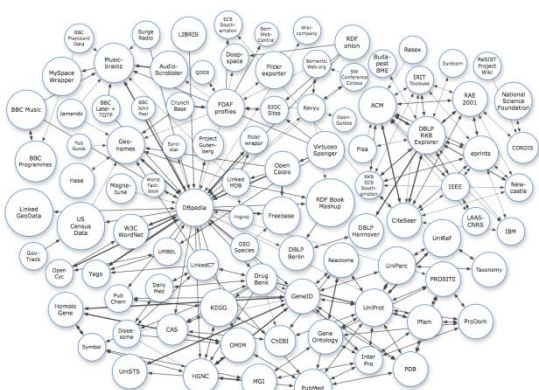 BBC
Playcount
Data
Surge
Radio
LIBRIS
ECS
South-
ampton
Sem-
Web-
Central
Wiki-
company
RDF
ohloh
Buda-
pest
BME
Resex
Eurécom
ReSIST
Project
Wiki
MySpace
Wrapper
Music-
brainz
Audio-
Scrobbler
QDOS
Doap-
space
Flickr
exporter
Semantic
Web.org
SW
Conference
Corpus
IRIT
Toulouse
RAE
2001
National
Science
Foundation
BBC Music
Jamendo
BBC
Later +
TOTP
BBC
John
Peel
Crunch
Base
FOAF
profiles
SIOC
Sites
Revyu
Open-
Guides
ACM
DBLP
RKB
Explorer
CORDIS
BBC
Programmes
Pub
Guide
Geo-
names
Euro-
stat
Project
Guten-
berg
flickr
wrappr
Virtuoso
Sponger
Pisa
eprints
riese
Magna-
tune
World
Fact-
book
Linked
MDB
Open
Calais
RKB
ECS
South-
ampton
IEEE
New-
castle
Linked
GeoData
US
Census
Data
DBpedia
lingvoj
Freebase
RDF Book
Mashup
DBLP
Hannover
CiteSeer
LAAS-
CNRS
IBM
W3C
WordNet
Gov-
Track
Open
Cyc
Yago
UMBEL
GEO
Species
DBLP
Berlin
UniRef
LinkedCT
Reactome
UniParc
Taxonomy
Drug
Bank
PROSITE
Homolo
Gene
Pub
Chem
Daily
Med
KEGG
GeneID
UniProt
Pfam
ProDom
Symbol
Disea-
some
CAS
OMIM
ChEBI
Gene
Ontology
Inter
Pro
PDB
UniSTS
HGNC
MGI
PubMed